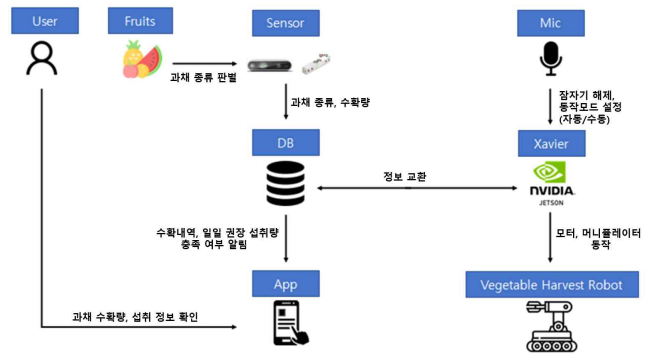 User
Fruits
Sensor
Mic
과채 종류 판별
과채 종류, 수확량
잠자기 해제,
동작모드 설정
(자동/수동)
DB
Xavier
정보 교환
NVIDIA.
JETSON
수확내역, 일일 권장 섭취량
충족 여부 알림
모터, 머니퓰레이터
동작
App
Vegetable Harvest Robot
과채 수확량, 섭취 정보 확인